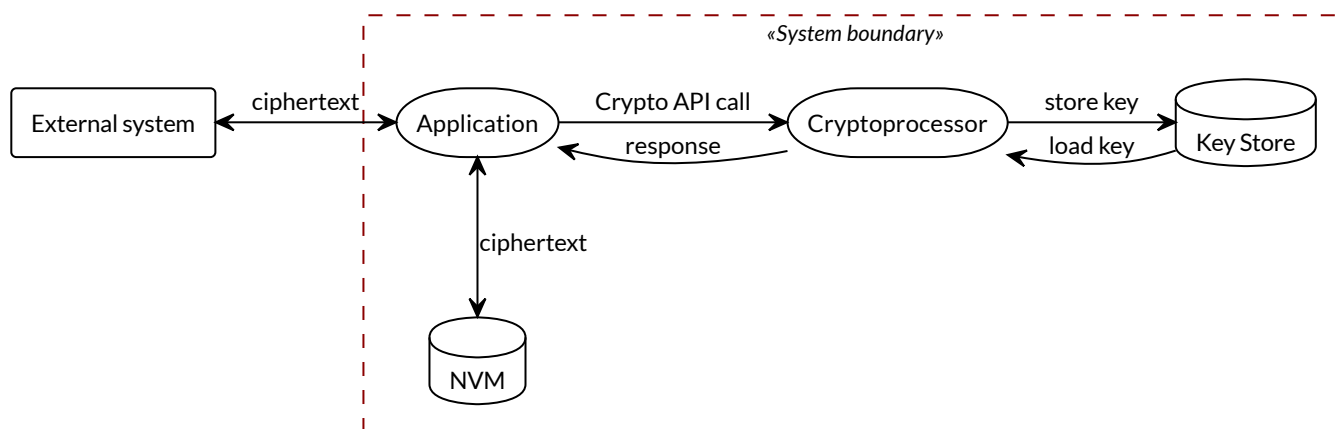 «System boundary»
External system
ciphertext
Application
Crypto API call
response
Cryptoprocessor
store key
load key
Key Store
ciphertext
NVM